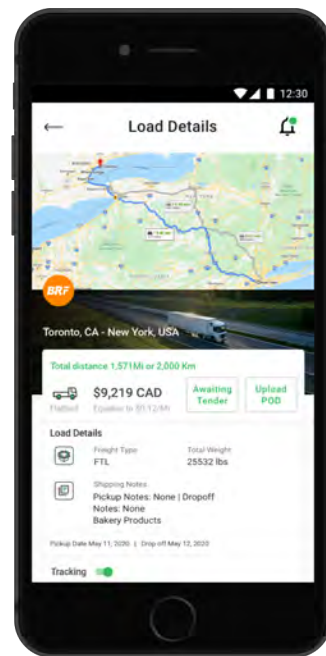 12:30
Load Details
BRF
Toronto, CA - New York, USA
Total distance 1,571Mi or 2,000 Km
$9,219 CAD
Awaiting Tender
Upload POD
Flatbed
Load Details
Freight Type
Total Weight
FTL
25532 lbs
Shipping Notes
Pickup Notes: None | Dropoff
Notes: None
Bakery Products
Pickup Date May 11, 2020 | Drop off May 12, 2020
Tracking